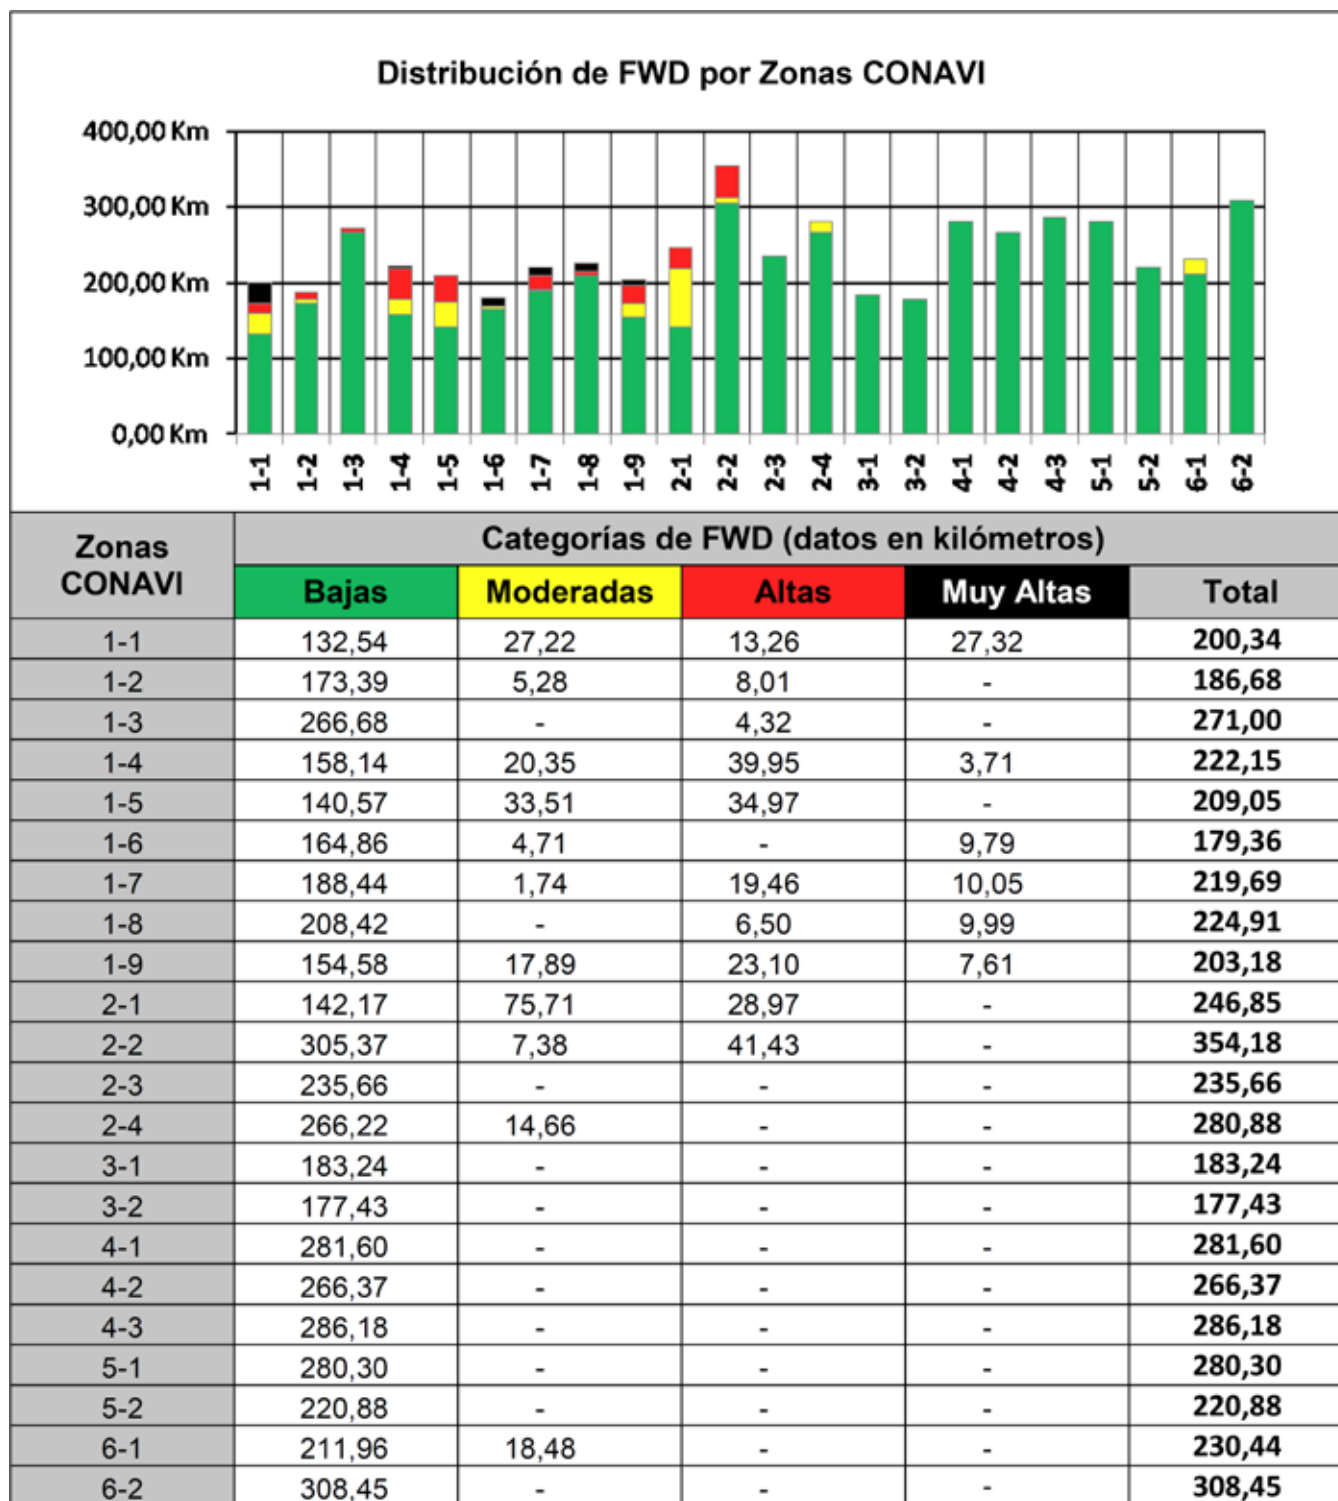 Distribución de FWD por Zonas CONAVI
400,00 Km
300,00 Km
200,00 Km
100,00 Km
0,00 Km
1-1 1-2 1-3 1-4 1-5 1-6 1-7 1-8 1-9 2-1 2-2 2-3 2-4 3-1 3-2 4-1 4-2 4-3 5-1 5-2 6-1 6-2
Zonas CONAVI
Categorías de FWD (datos en kilómetros)
Bajas Moderadas Altas Muy Altas Total
1-1 132,54 27,22 13,26 27,32 200,34
1-2 173,39 5,28 8,01 - 186,68
1-3 266,68 - 4,32 - 271,00
1-4 158,14 20,35 39,95 3,71 222,15
1-5 140,57 33,51 34,97 - 209,05
1-6 164,86 4,71 - 9,79 179,36
1-7 188,44 1,74 19,46 10,05 219,69
1-8 208,42 - 6,50 9,99 224,91
1-9 154,58 17,89 23,10 7,61 203,18
2-1 142,17 75,71 28,97 - 246,85
2-2 305,37 7,38 41,43 - 354,18
2-3 235,66 - - - 235,66
2-4 266,22 14,66 - - 280,88
3-1 183,24 - - - 183,24
3-2 177,43 - - - 177,43
4-1 281,60 - - - 281,60
4-2 266,37 - - - 266,37
4-3 286,18 - - - 286,18
5-1 280,30 - - - 280,30
5-2 220,88 - - - 220,88
6-1 211,96 18,48 - - 230,44
6-2 308,45 - - - 308,45